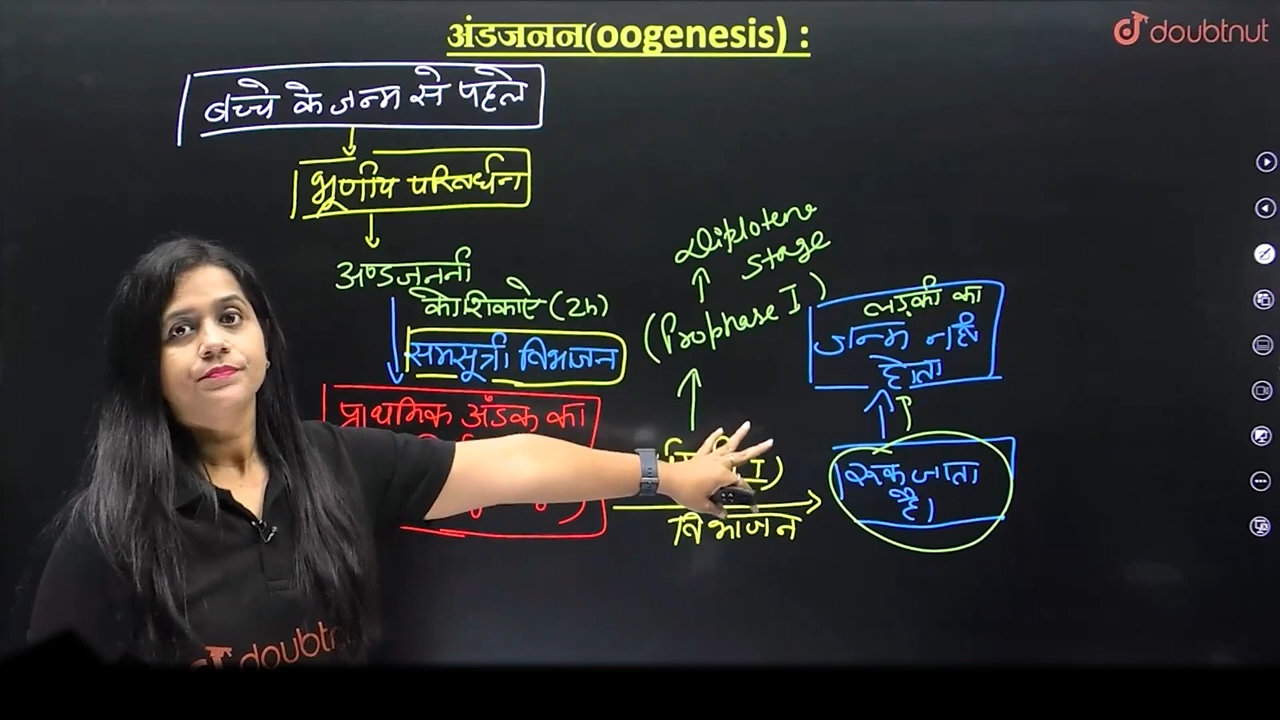 अंडजनन(oogenesis) :
doubtnut
बच्चे के जन्म से पहले
भ्रूणीय परिवर्धन
अण्डजननी
कोशिकाऐ (2n)
समसूत्री विभाजन
प्राथमिक अंडक का
Diplotene
Stage
(Prophase I)
I)
विभाजन
लड़की का
जन्म नहीं
होता
रूक जाता
है।
doubtn